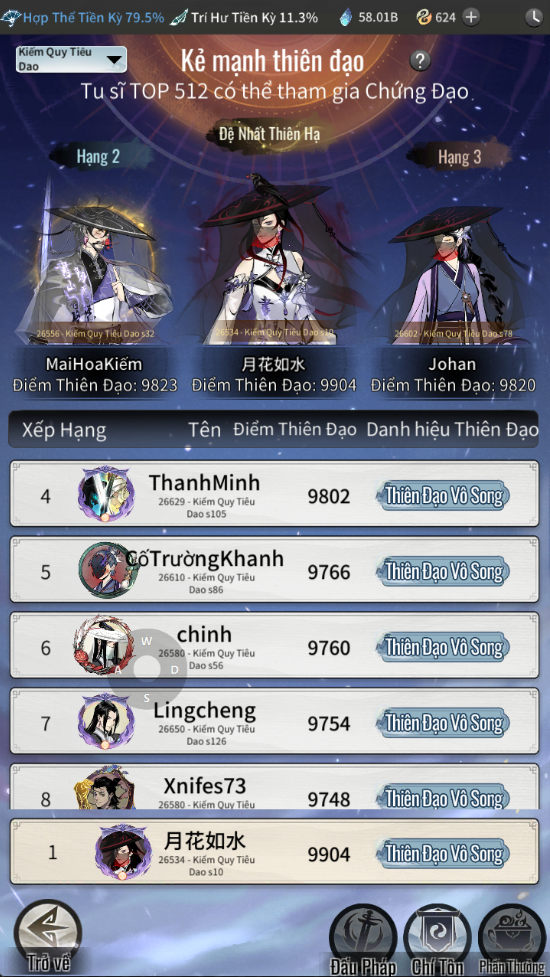 Hợp Thể Tiền Kỳ 79.5% Trí Hư Tiền Kỳ 11.3% 58.01B 624
Kiếm Quy Tiêu
Dao
Kẻ mạnh thiên đạo
?
Tu sĩ TOP 512 có thể tham gia Chứng Đạo
Đệ Nhất Thiên Hạ
Hạng 2
Hạng 3
26556 - Kiếm Quy Tiêu Dao s32
26534 - Kiếm Quy Tiêu Dao s10
26602 - Kiếm Quy Tiêu Dao s78
MaiHoaKiếm
月花如水
Johan
Điểm Thiên Đạo: 9823
Điểm Thiên Đạo: 9904
Điểm Thiên Đạo: 9820
Xếp Hạng Tên Điểm Thiên Đạo Danh hiệu Thiên Đạo
4 ThanhMinh 9802 Thiên Đạo Vô Song
26629 - Kiếm Quy Tiêu
Dao s105
5 CốTrườngKhanh 9766 Thiên Đạo Vô Song
26610 - Kiếm Quy Tiêu
Dao s86
6 chinh 9760 Thiên Đạo Vô Song
26580 - Kiếm Quy Tiêu
Dao s56
W
A D
S
7 Lingcheng 9754 Thiên Đạo Vô Song
26650 - Kiếm Quy Tiêu
Dao s126
8 Xnifes73 9748 Thiên Đạo Vô Song
26580 - Kiếm Quy Tiêu
1 月花如水 9904 Thiên Đạo Vô Song
26534 - Kiếm Quy Tiêu
Dao s10
Trở về
Đấu Pháp
Chí Tôn
Phần Thưởng